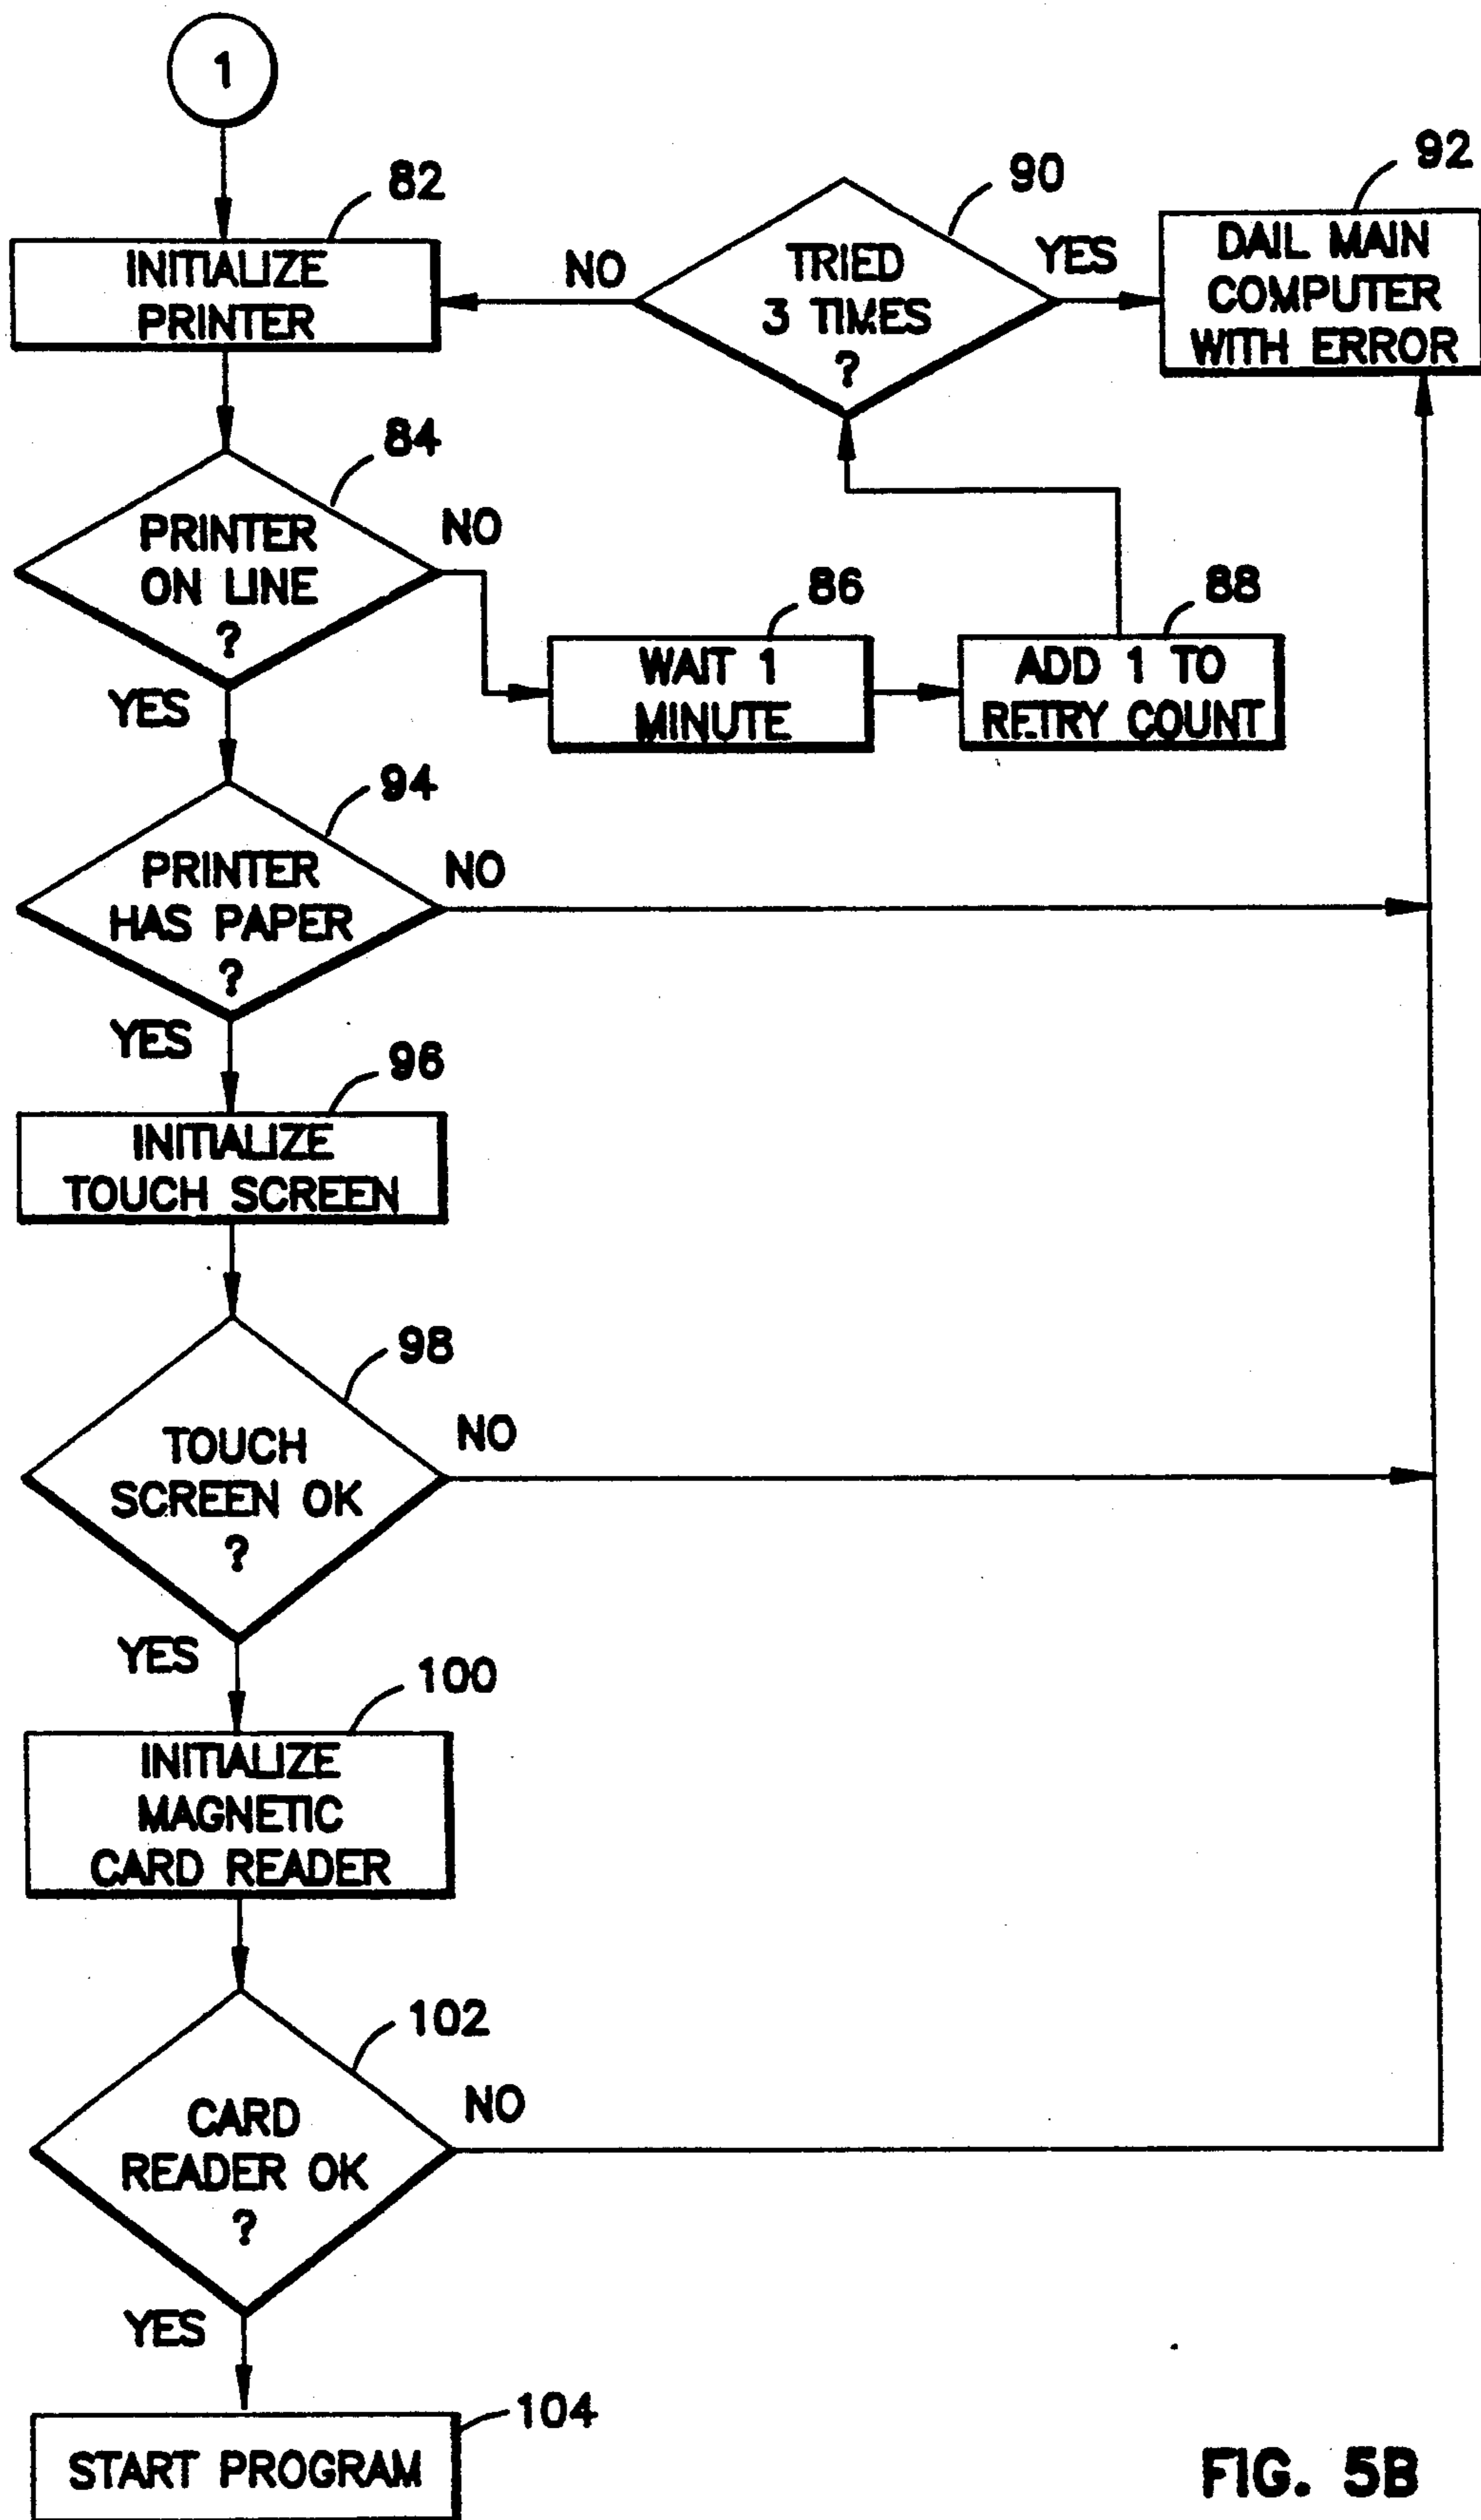 1
82
INITIALIZE
PRINTER
NO
TRIED
3 TIMES
?
90
YES
92
DAIL MAIN
COMPUTER
WITH ERROR
84
PRINTER
ON LINE
?
NO
YES
86
WAIT 1
MINUTE
88
ADD 1 TO
RETRY COUNT
94
PRINTER
HAS PAPER
?
NO
YES
96
INITIALIZE
TOUCH SCREEN
98
TOUCH
SCREEN OK
?
NO
YES
100
INITIALIZE
MAGNETIC
CARD READER
102
CARD
READER OK
?
NO
YES
104
START PROGRAM
FIG. 5B